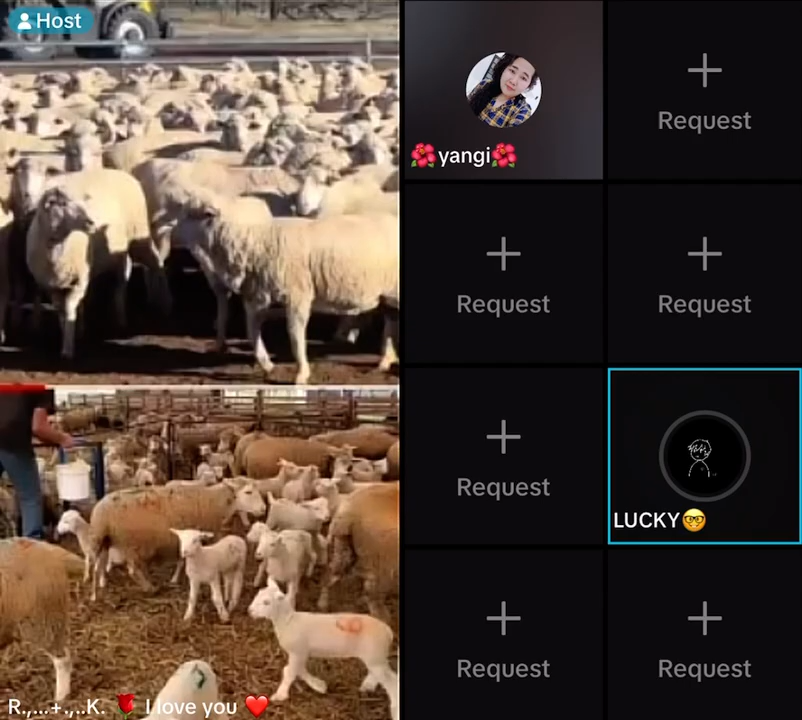 Host
🌺yangi🌺
Request
Request
Request
Request
LUCKY🤓
Request
Request
R.,...+.,..K. 🌹 I love you ❤️